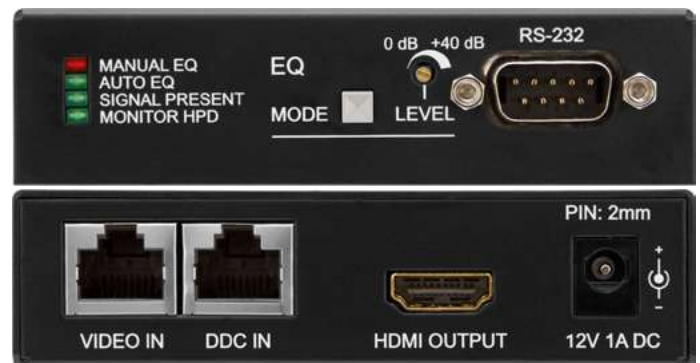 MANUAL EQ
AUTO EQ
SIGNAL PRESENT
MONITOR HPD
EQ
MODE
0 dB +40 dB
LEVEL
RS-232
PIN: 2mm
+
-
VIDEO IN DDC IN HDMI OUTPUT 12V 1A DC